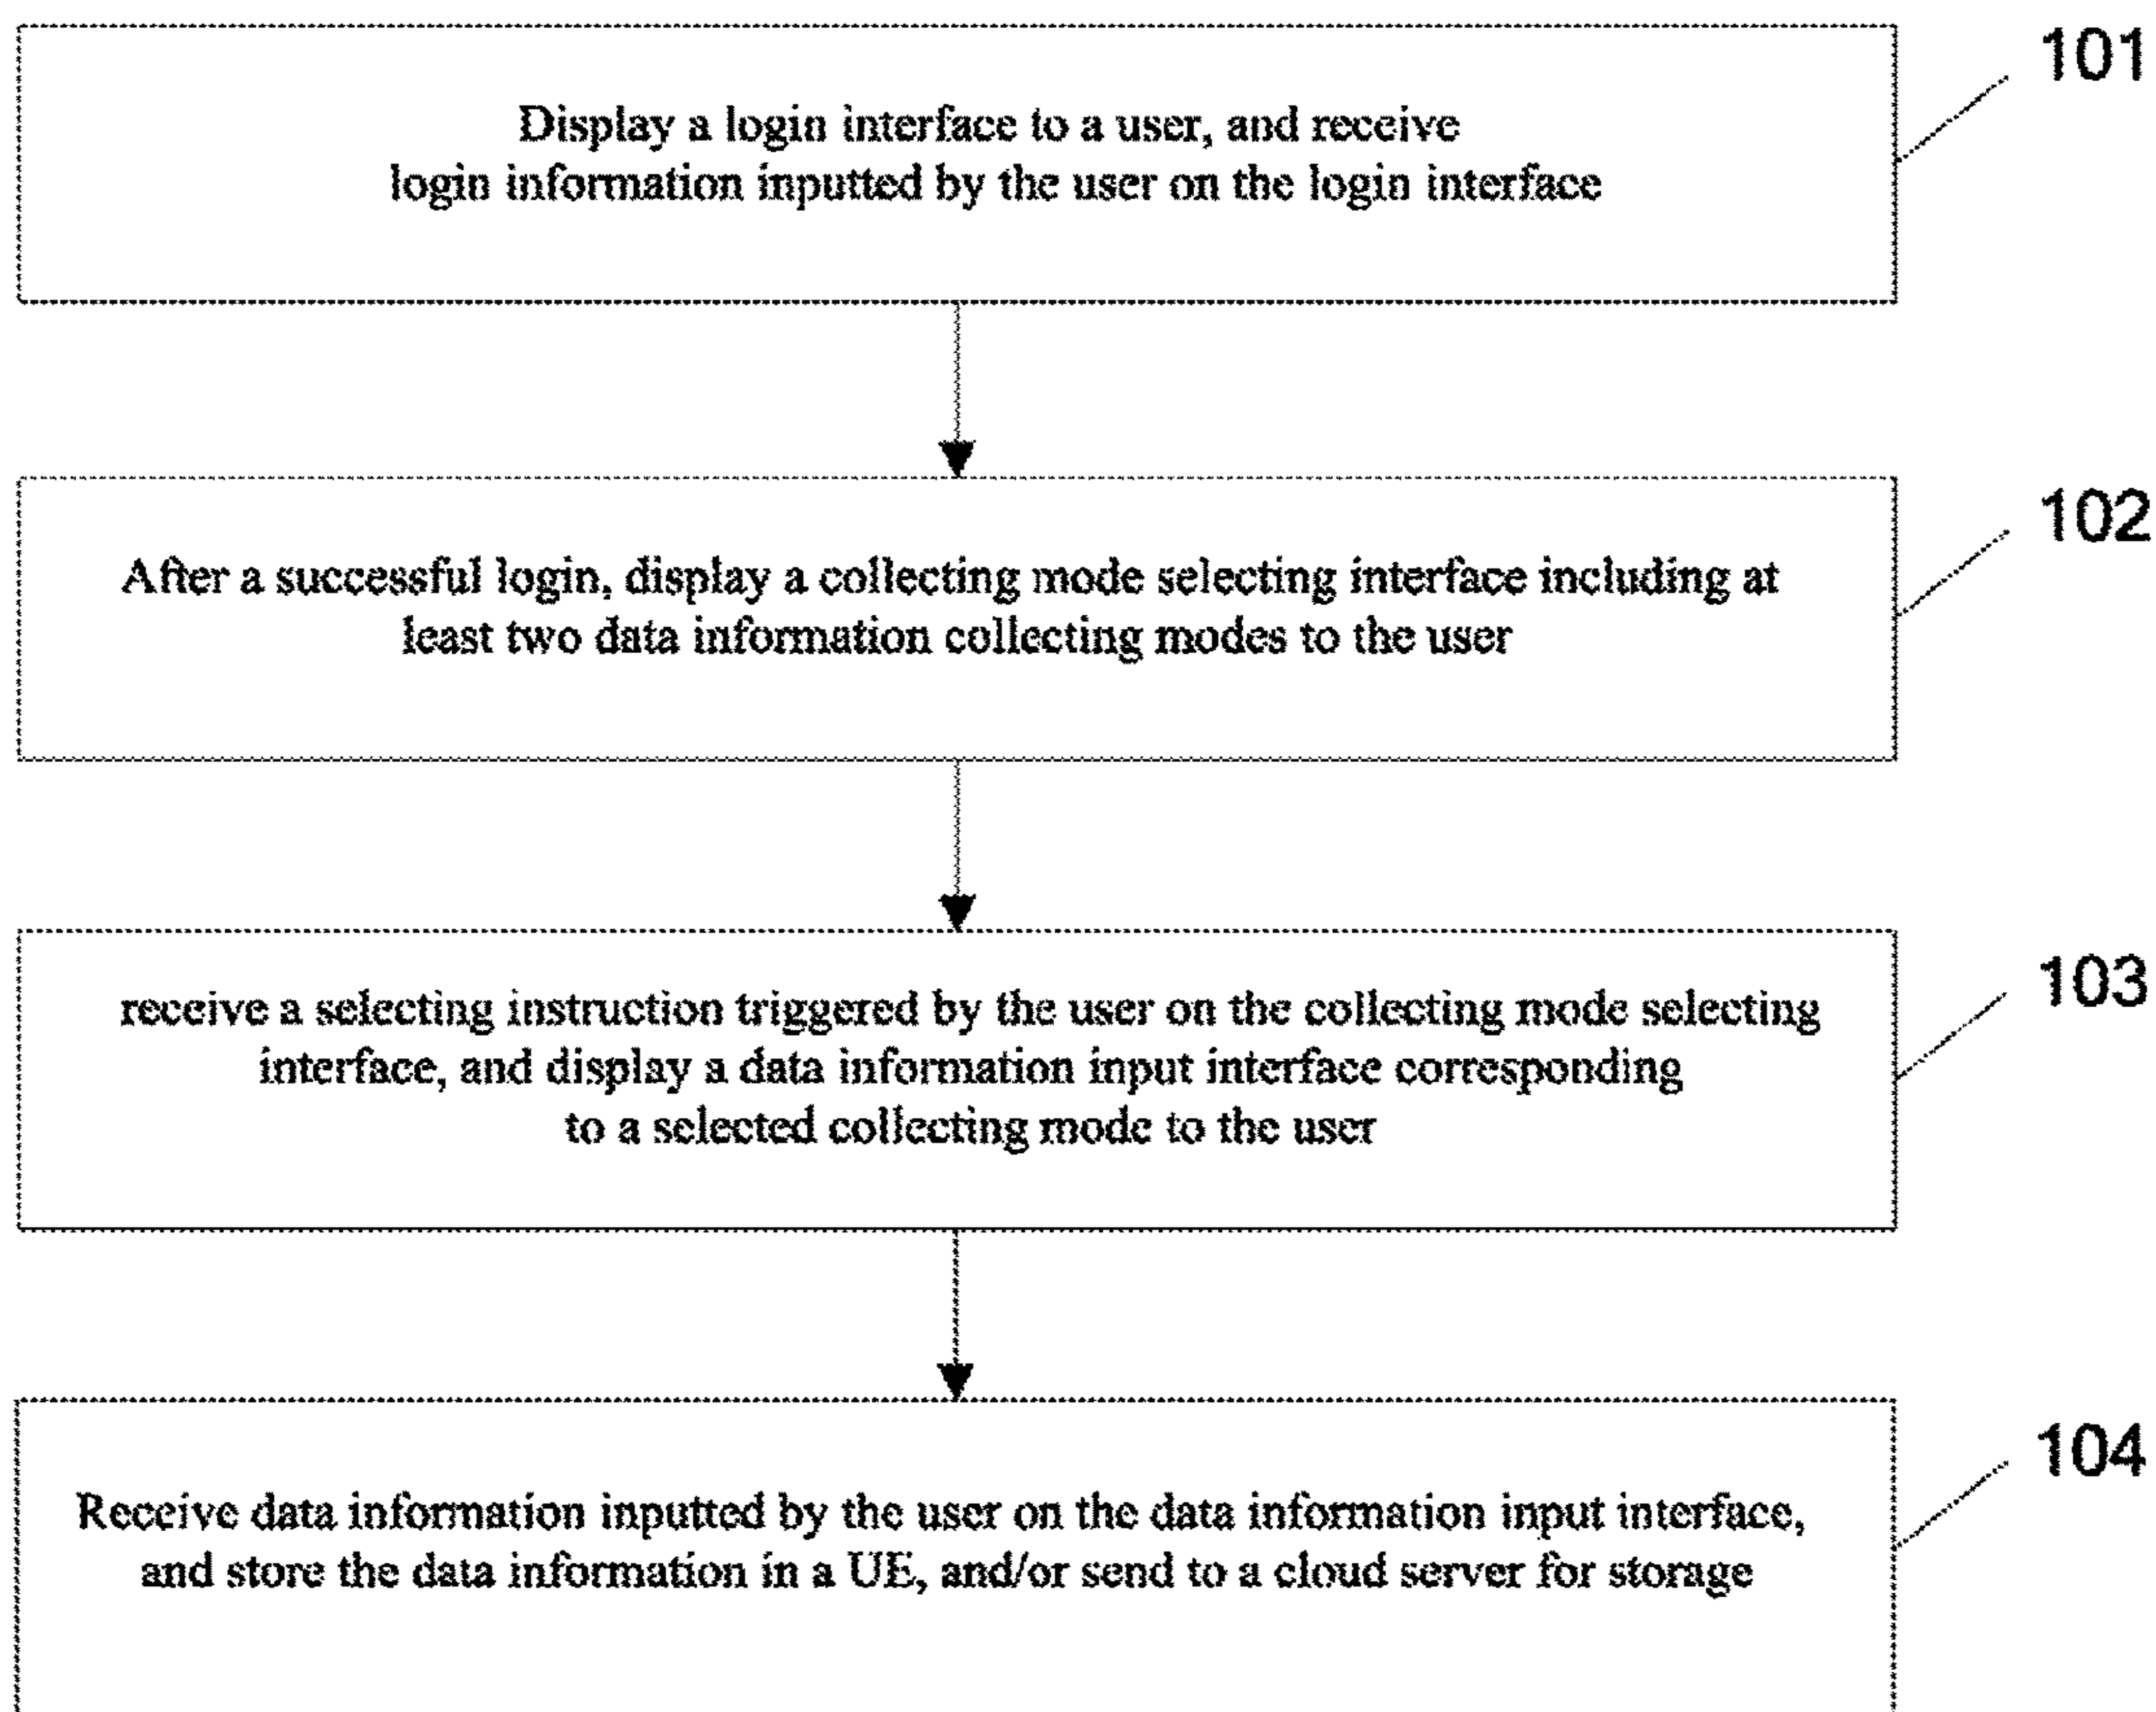 101
Display a login interface to a user, and receive
login information inputted by the user on the login interface
102
After a successful login, display a collecting mode selecting interface including at
least two data information collecting modes to the user
103
receive a selecting instruction triggered by the user on the collecting mode selecting
interface, and display a data information input interface corresponding
to a selected collecting mode to the user
104
Receive data information inputted by the user on the data information input interface,
and store the data information in a UE, and/or send to a cloud server for storage